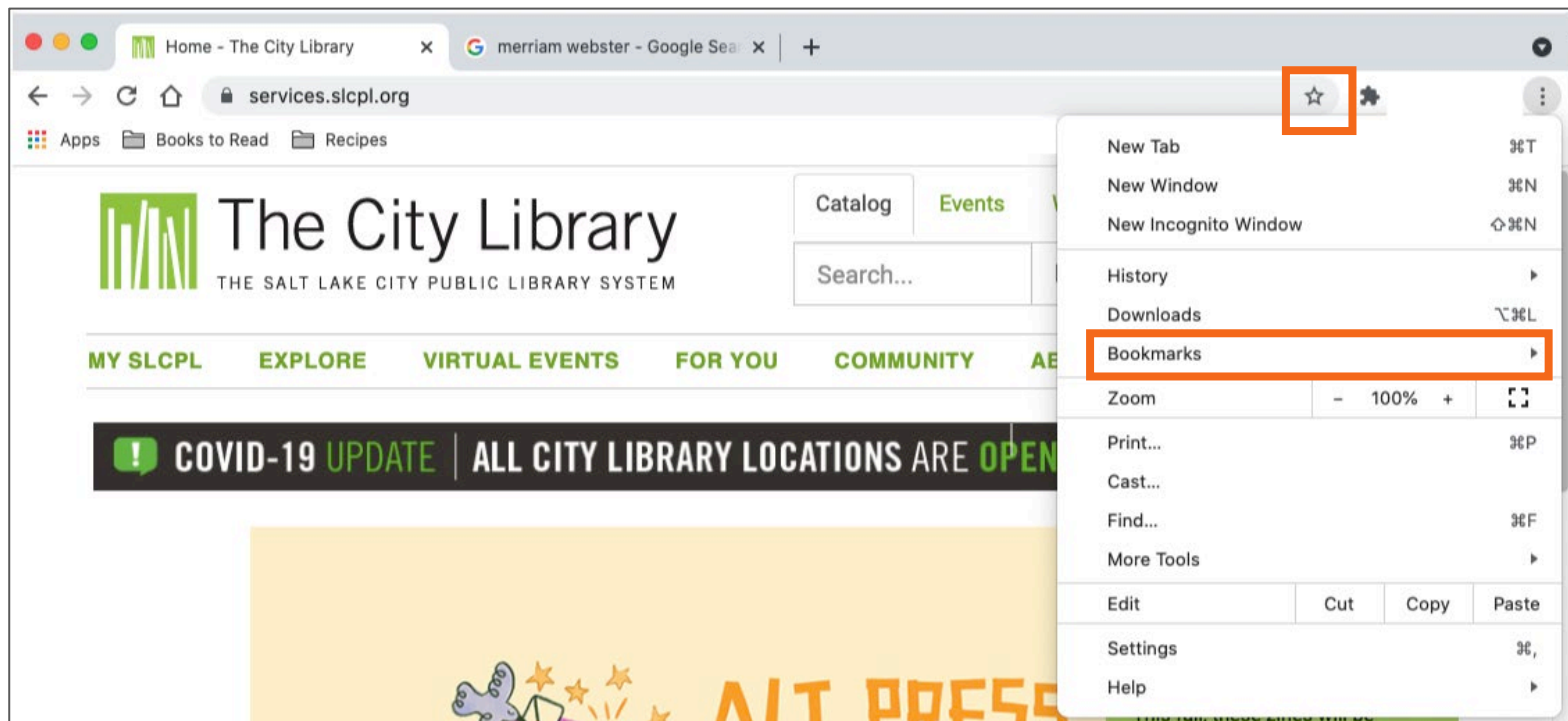 Home - The City Library
merriam webster - Google Sea
services.slcpl.org
Apps Books to Read Recipes
The City Library
THE SALT LAKE CITY PUBLIC LIBRARY SYSTEM
Catalog Events
Search...
MY SLCPL EXPLORE VIRTUAL EVENTS FOR YOU COMMUNITY
COVID-19 UPDATE | ALL CITY LIBRARY LOCATIONS ARE OPEN
ALT PRESS
New Tab ⌘T
New Window ⌘N
New Incognito Window ⇧⌘N
History
Downloads ⌥⌘L
Bookmarks
Zoom - 100% +
Print... ⌘P
Cast...
Find... ⌘F
More Tools
Edit Cut Copy Paste
Settings ⌘,
Help